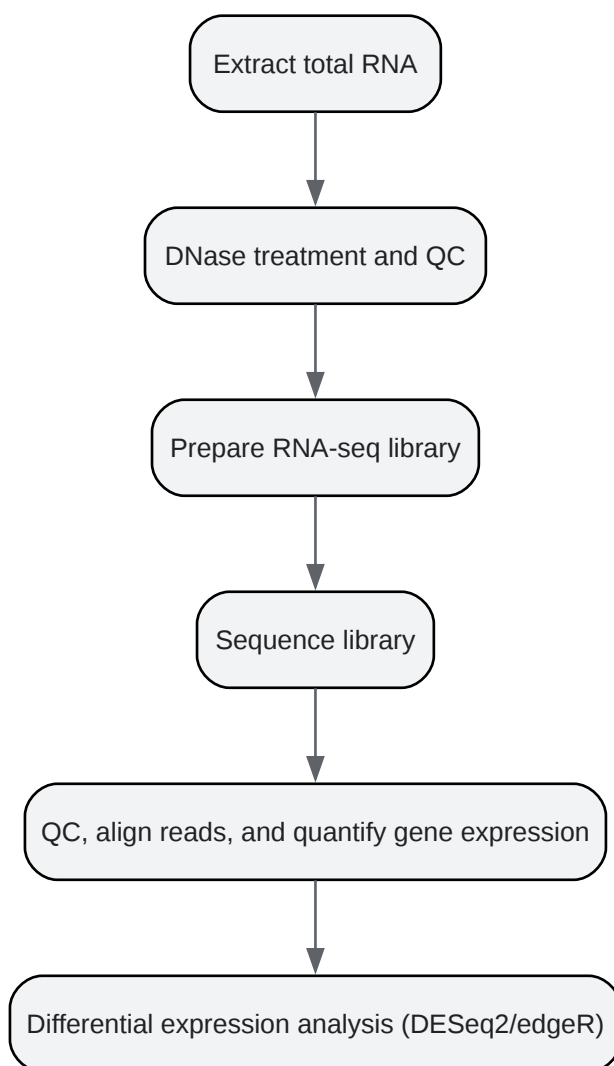 Extract total RNA
DNase treatment and QC
Prepare RNA-seq library
Sequence library
QC, align reads, and quantify gene expression
Differential expression analysis (DESeq2/edgeR)